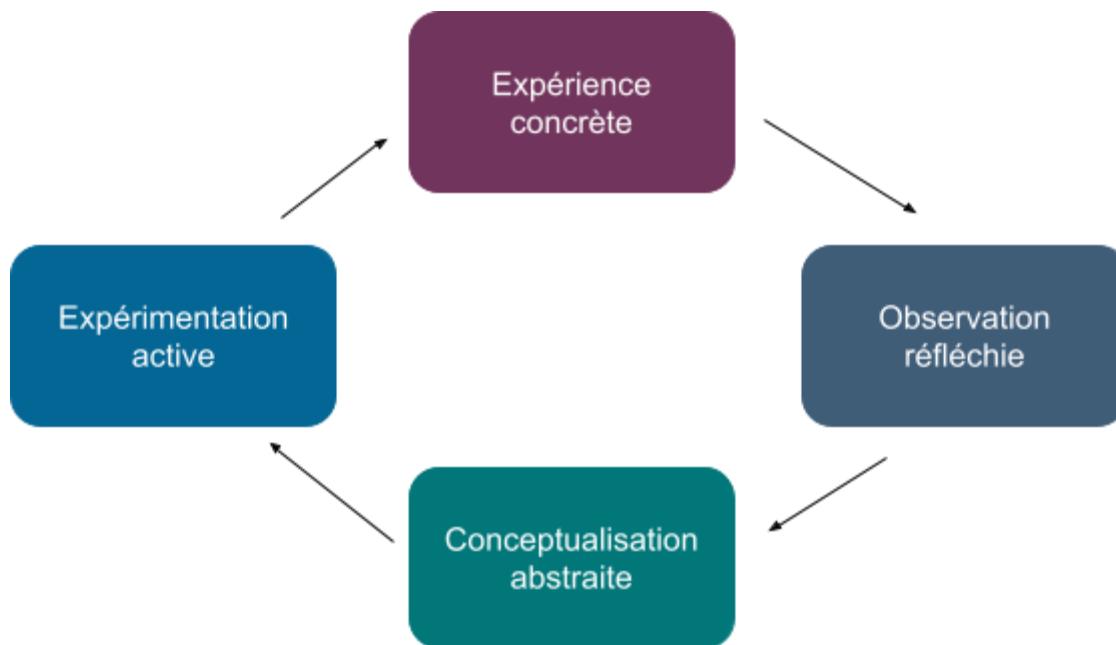 Expérience
concrète
Expérimentation
active
Observation
réfléchie
Conceptualisation
abstraite